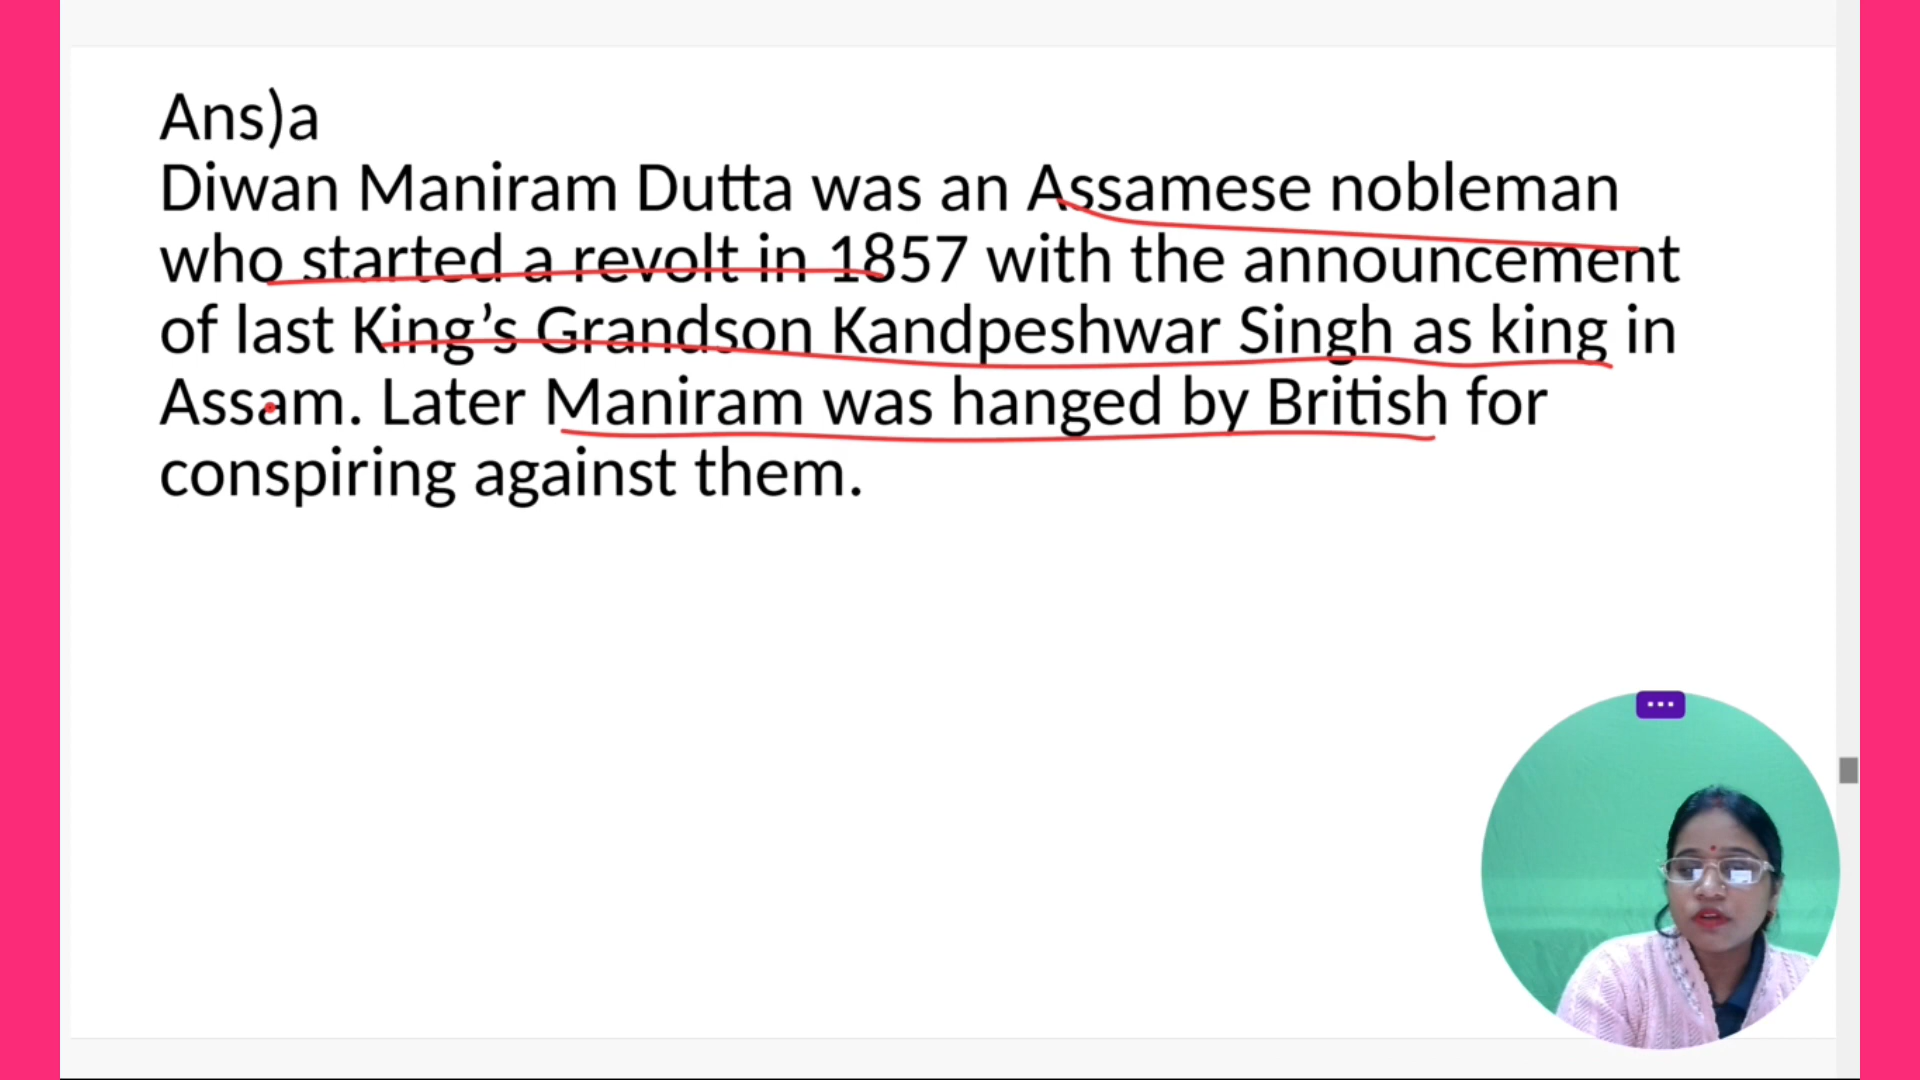 Ans)a
Diwan Maniram Dutta was an Assamese nobleman
who started a revolt in 1857 with the announcement
of last King’s Grandson Kandpeshwar Singh as king in
Assam. Later Maniram was hanged by British for
conspiring against them.